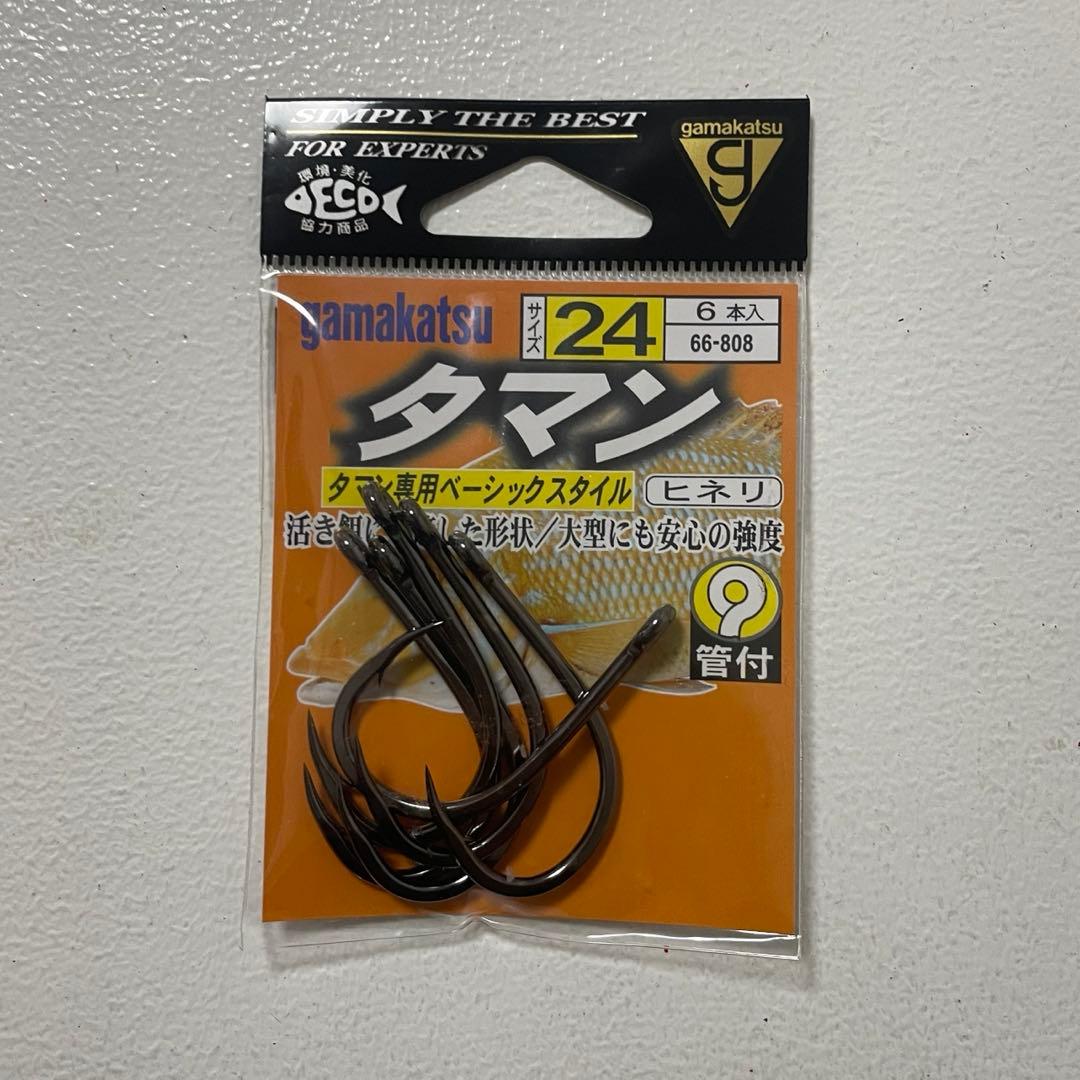 SIMPLY THE BEST
FOR EXPERTS
環境・美化
ECO
協力商品
gamakatsu
g
gamakatsu
サイズ
24
6本入
66-808
タマン
タマン専用ベーシックスタイル
ヒネリ
活き餌に した形状/大型にも安心の強度
管付